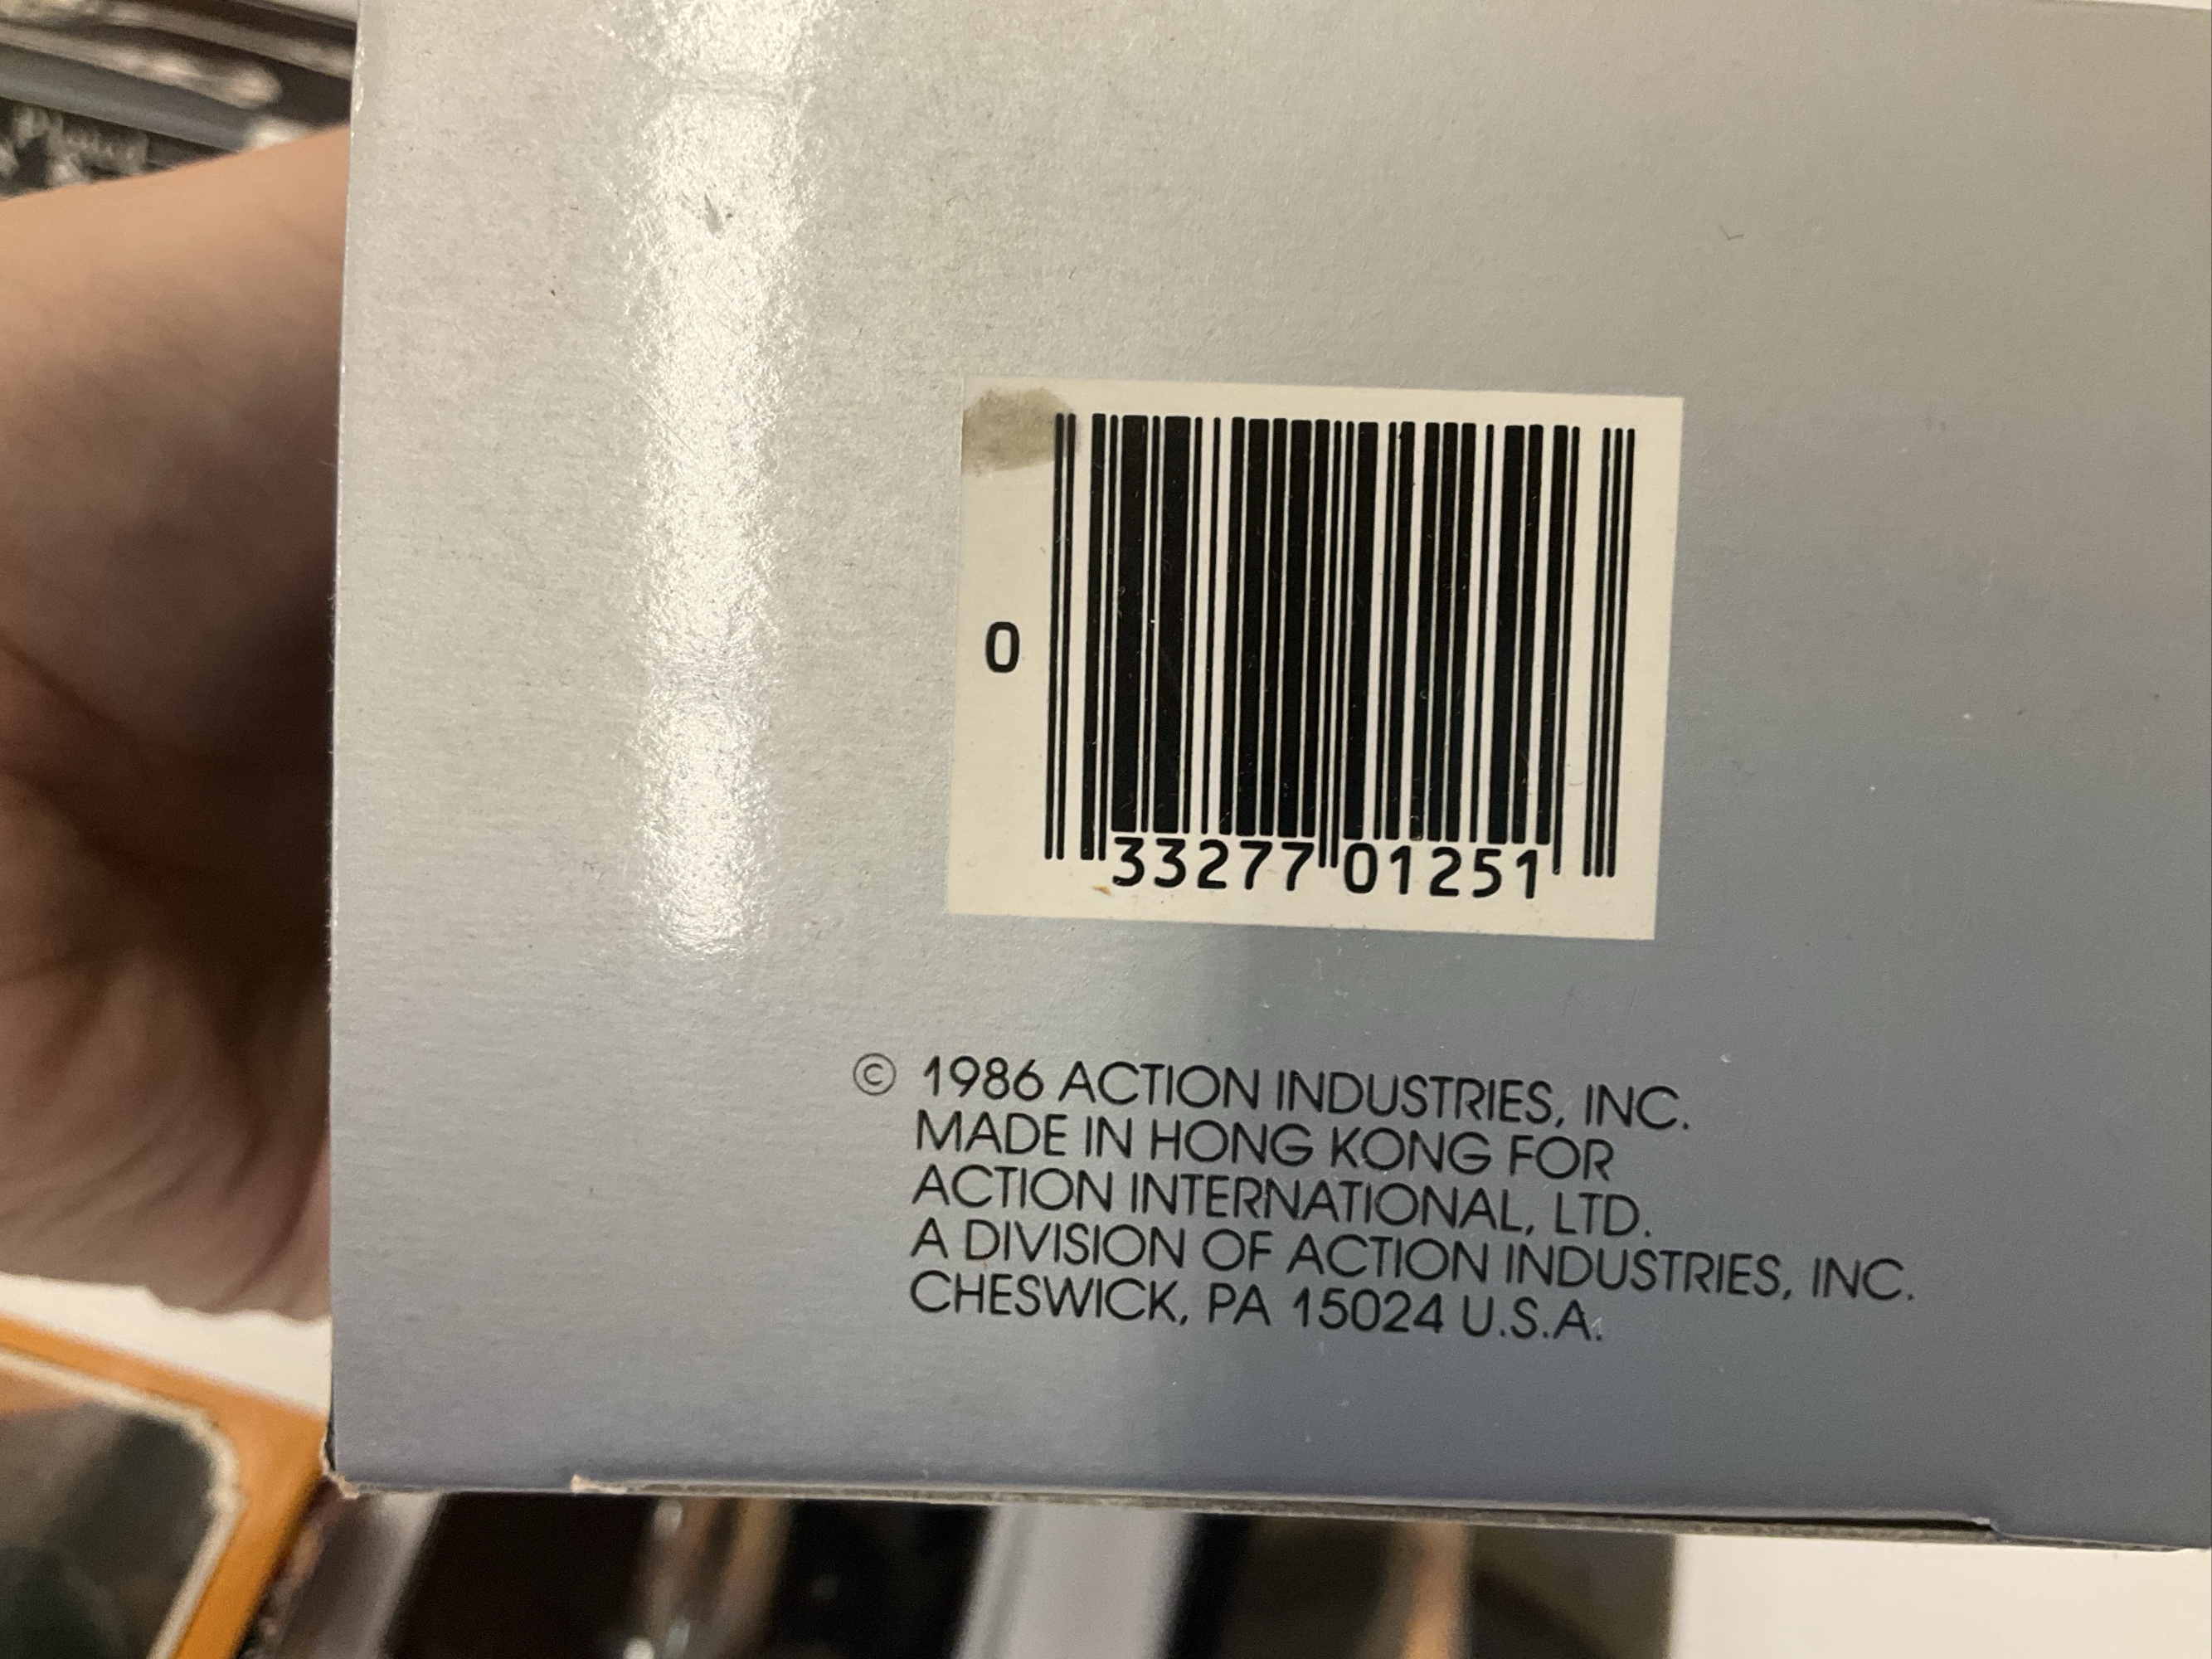 0
33277 01251
© 1986 ACTION INDUSTRIES, INC.
MADE IN HONG KONG FOR
ACTION INTERNATIONAL, LTD.
A DIVISION OF ACTION INDUSTRIES, INC.
CHESWICK, PA 15024 U.S.A.